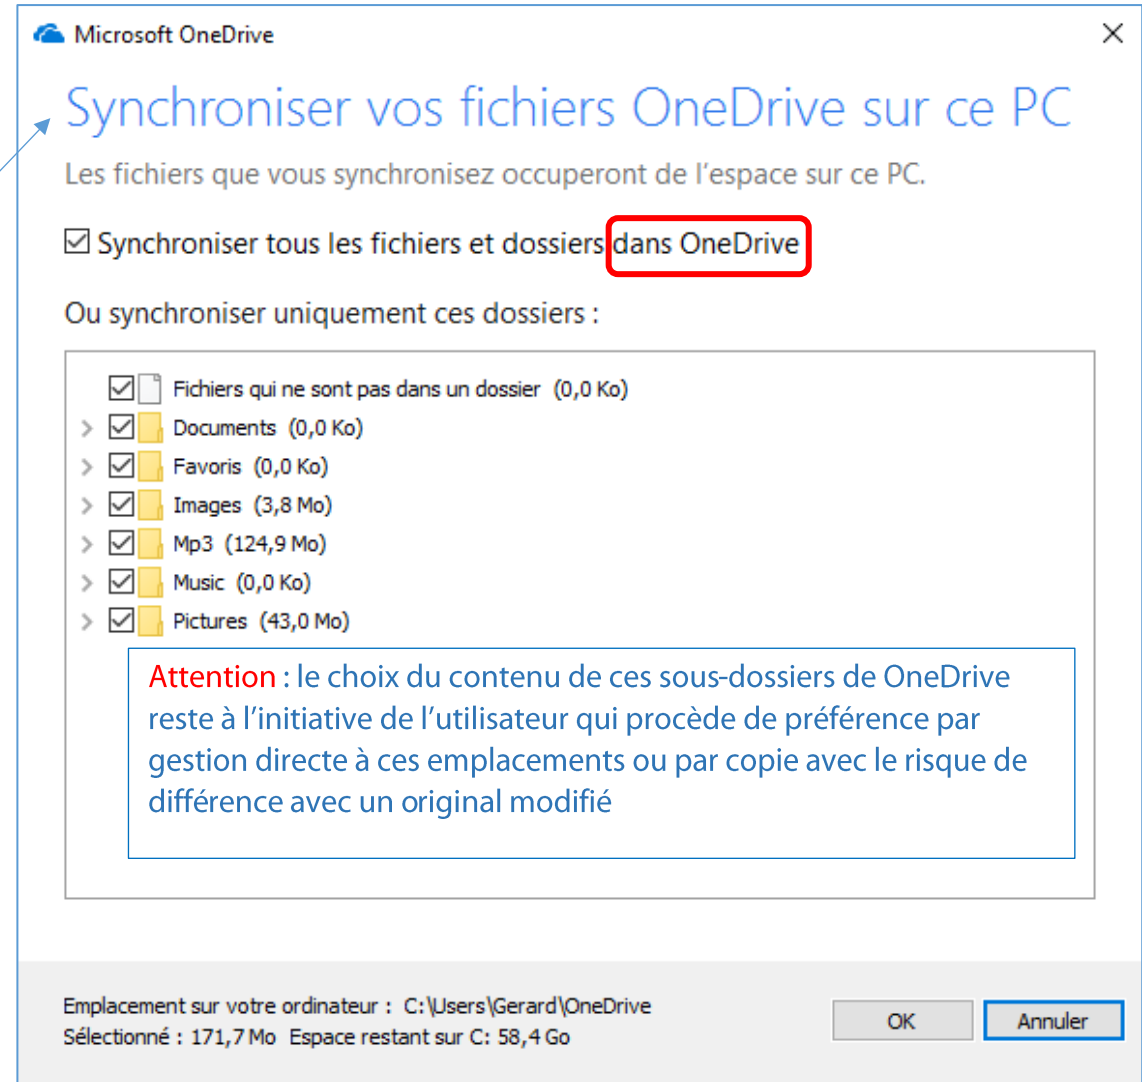 Microsoft OneDrive
Synchroniser vos fichiers OneDrive sur ce PC
Les fichiers que vous synchronisez occuperont de l'espace sur ce PC.
Synchroniser tous les fichiers et dossiers dans OneDrive
Ou synchroniser uniquement ces dossiers :
Fichiers qui ne sont pas dans un dossier (0,0 Ko)
Documents (0,0 Ko)
Favoris (0,0 Ko)
Images (3,8 Mo)
Mp3 (124,9 Mo)
Music (0,0 Ko)
Pictures (43,0 Mo)
Attention : le choix du contenu de ces sous-dossiers de OneDrive
reste à l’initiative de l’utilisateur qui procède de préférence par
gestion directe à ces emplacements ou par copie avec le risque de
différence avec un original modifié
Emplacement sur votre ordinateur : C:\Users\Gerard\OneDrive
Sélectionné : 171,7 Mo Espace restant sur C: 58,4 Go
OK
Annuler